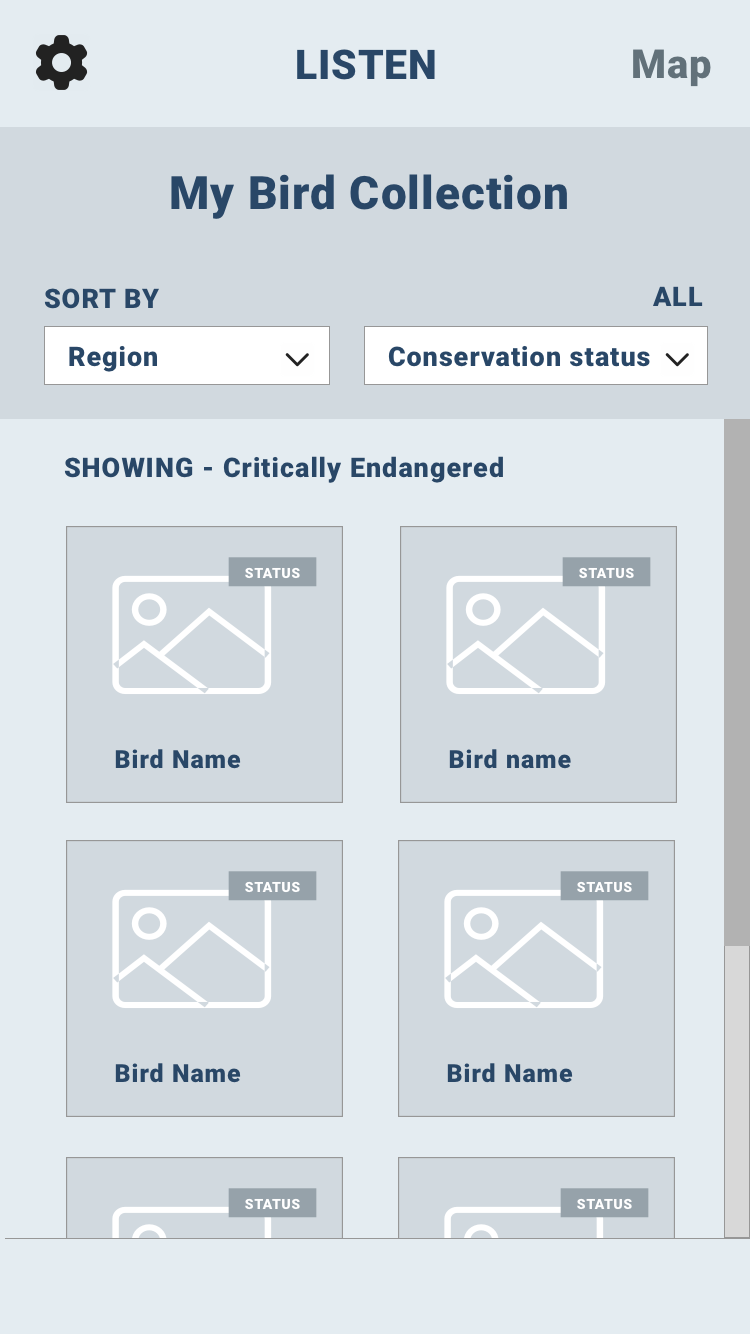 LISTEN
Map
My Bird Collection
SORT BY
ALL
Region
Conservation status
SHOWING - Critically Endangered
STATUS
STATUS
Bird Name
Bird name
STATUS
STATUS
Bird Name
Bird Name
STATUS
STATUS